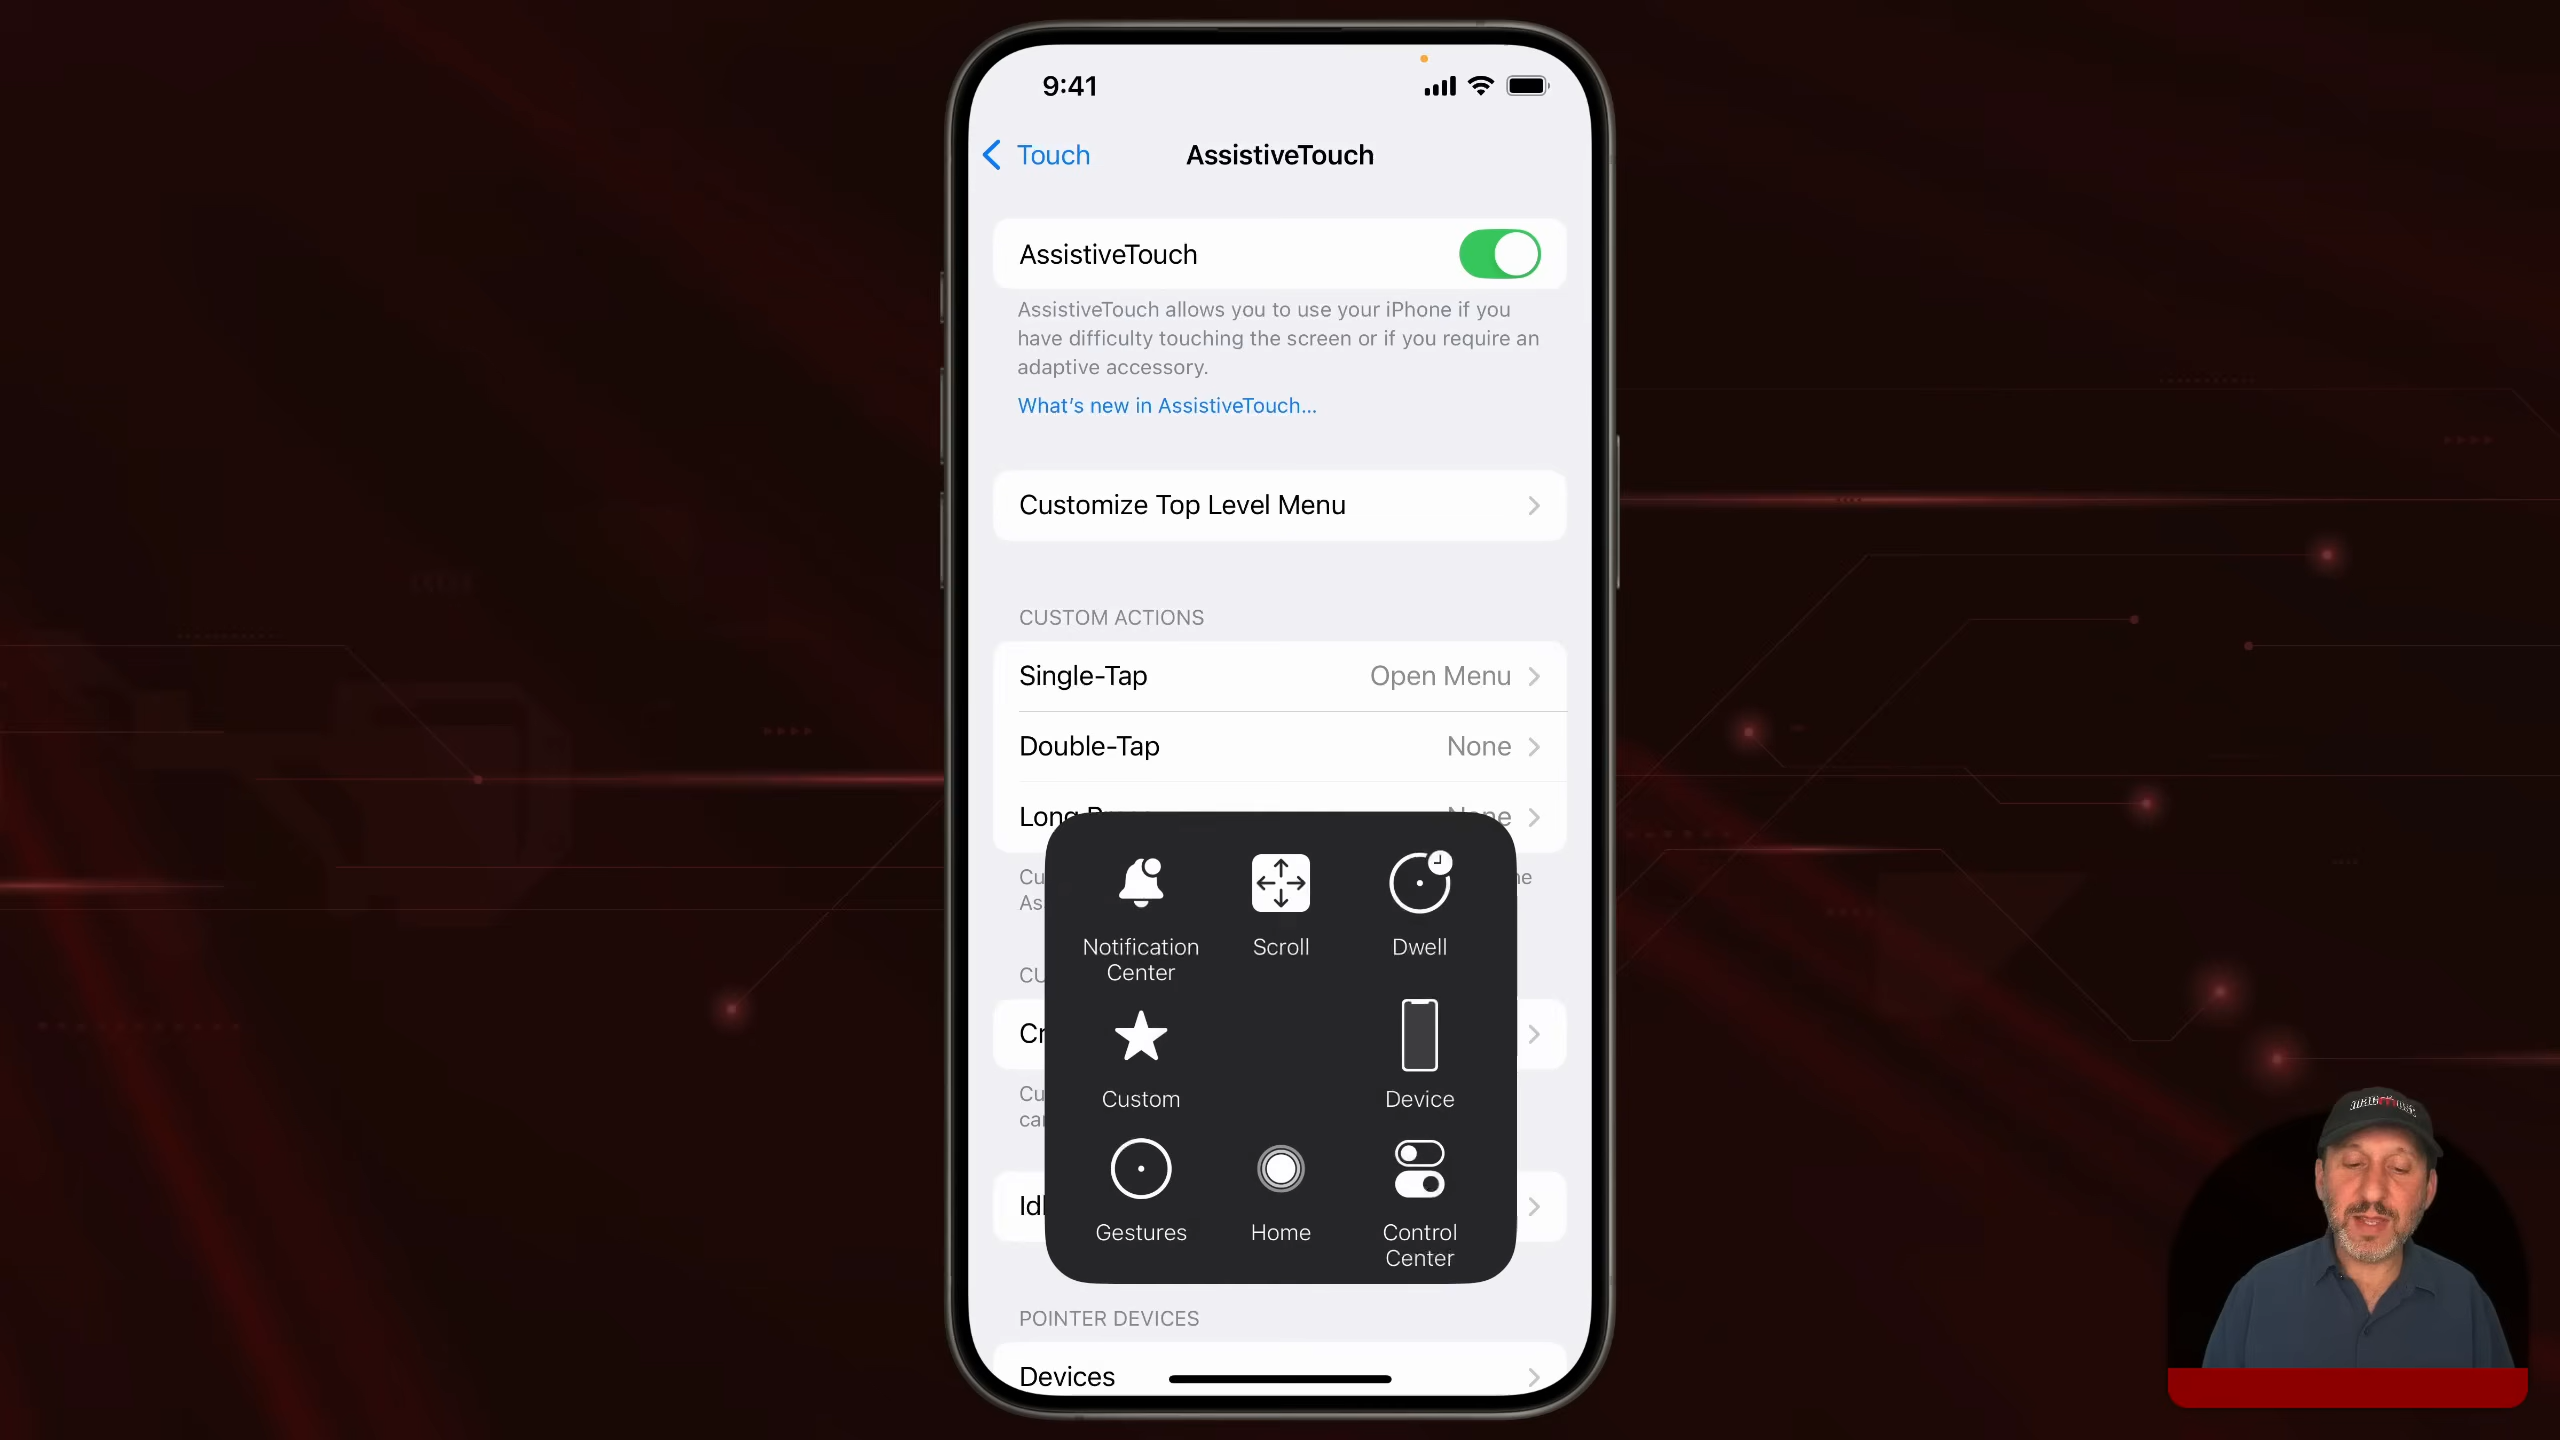 9:41
Touch
AssistiveTouch
AssistiveTouch
AssistiveTouch allows you to use your iPhone if you
have difficulty touching the screen or if you require an
adaptive accessory.
What's new in AssistiveTouch...
Customize Top Level Menu
CUSTOM ACTIONS
Single-Tap Open Menu
Double-Tap None
Long None
Notification
Center
Scroll
Dwell
Custom
Device
Gestures
Home
Control
Center
POINTER DEVICES
Devices